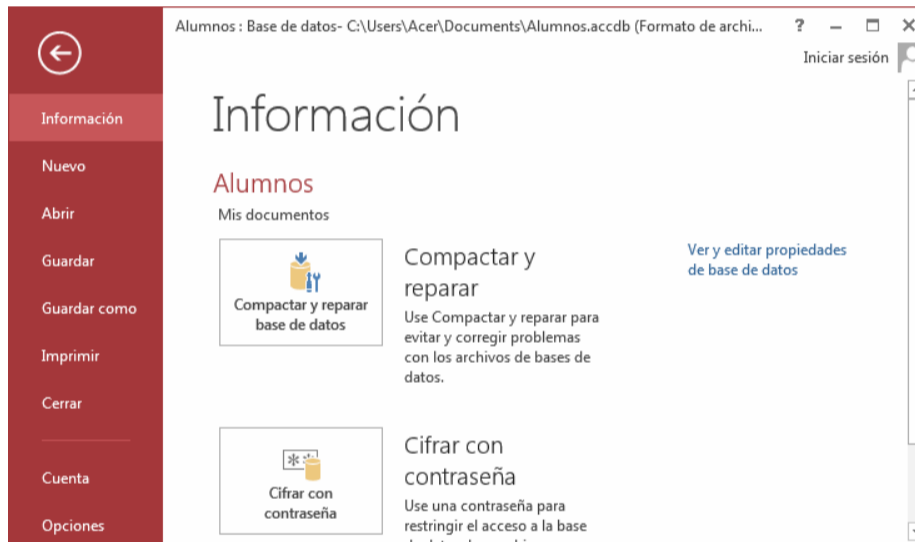 Alumnos : Base de datos- C:\Users\Acer\Documents\Alumnos.accdb (Formato de archi...
?
Iniciar sesión
Información
Nuevo
Abrir
Guardar
Guardar como
Imprimir
Cerrar
Cuenta
Opciones
Información
Alumnos
Mis documentos
Compactar y reparar
base de datos
Compactar y
reparar
Use Compactar y reparar para
evitar y corregir problemas
con los archivos de bases de
datos.
Ver y editar propiedades
de base de datos
Cifrar con
contraseña
Cifrar con
contraseña
Use una contraseña para
restringir el acceso a la base